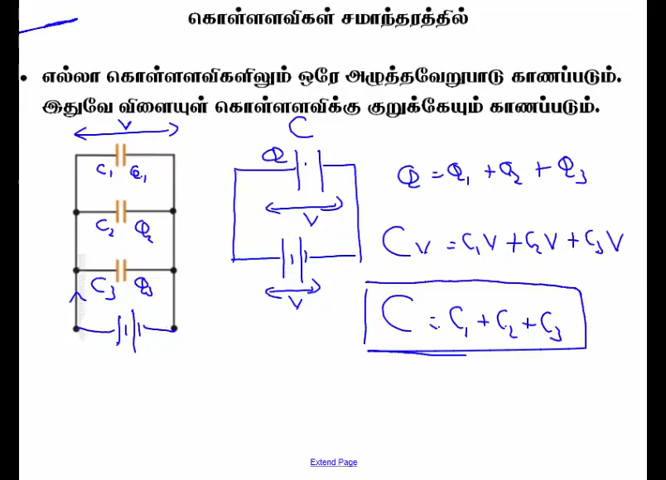 கொள்ளளவிகள் சமாந்தரத்தில்
• எல்லா கொள்ளளவிகளிலும் ஒரே அழுத்தவேறுபாடு காணப்படும்.
இதுவே விளையுள் கொள்ளளவிக்கு குறுக்கேயும் காணப்படும்.
V
C₁ Q₁
C₂ Q₂
C₃ Q₃
C
Q
V
V
Q = Q₁ + Q₂ + Q₃
CV = C₁V + C₂V + C₃V
C = C₁ + C₂ + C₃
Extend Page